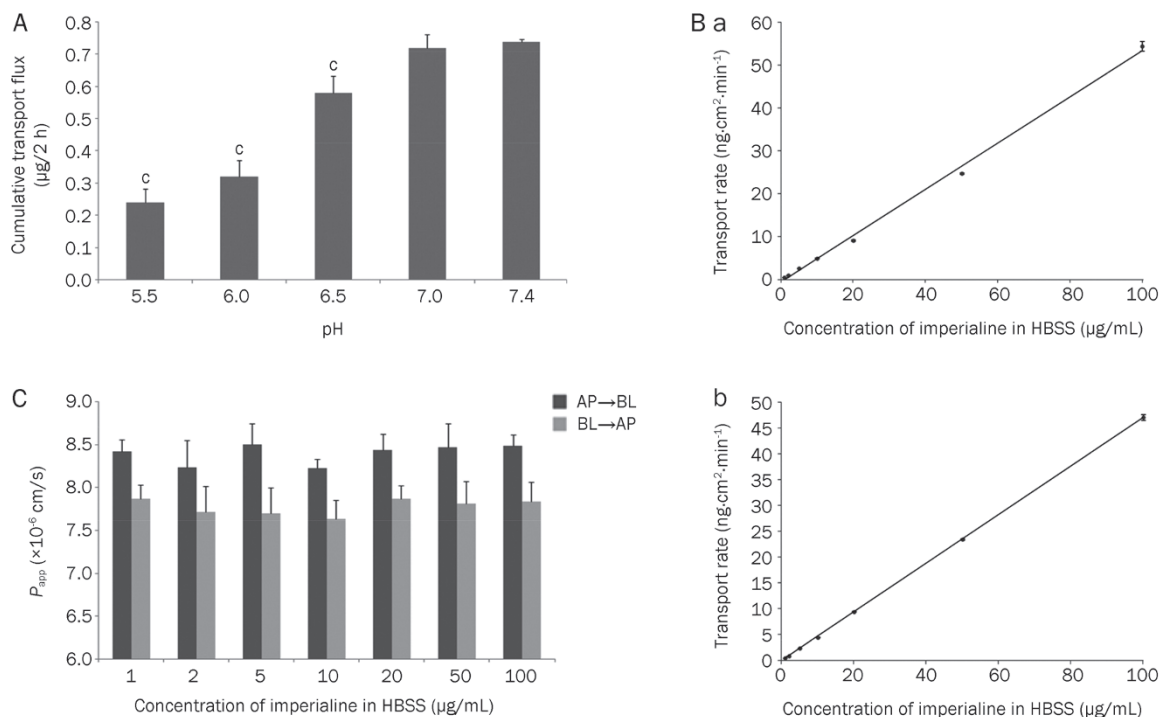 A
Cumulative transport flux
(μg/2 h)
0.8
0.7
0.6
0.5
0.4
0.3
0.2
0.1
0.0
c
c
c
5.5 6.0 6.5 7.0 7.4
pH
B a
Transport rate (ng·cm²·min⁻¹)
60
50
40
30
20
10
0
0 20 40 60 80 100
Concentration of imperialine in HBSS (μg/mL)
C
AP→BL
BL→AP
Papp (×10⁻⁶ cm/s)
9.0
8.5
8.0
7.5
7.0
6.5
6.0
1 2 5 10 20 50 100
Concentration of imperialine in HBSS (μg/mL)
b
Transport rate (ng·cm²·min⁻¹)
50
45
40
35
30
25
20
15
10
5
0
0 20 40 60 80 100
Concentration of imperialine in HBSS (μg/mL)